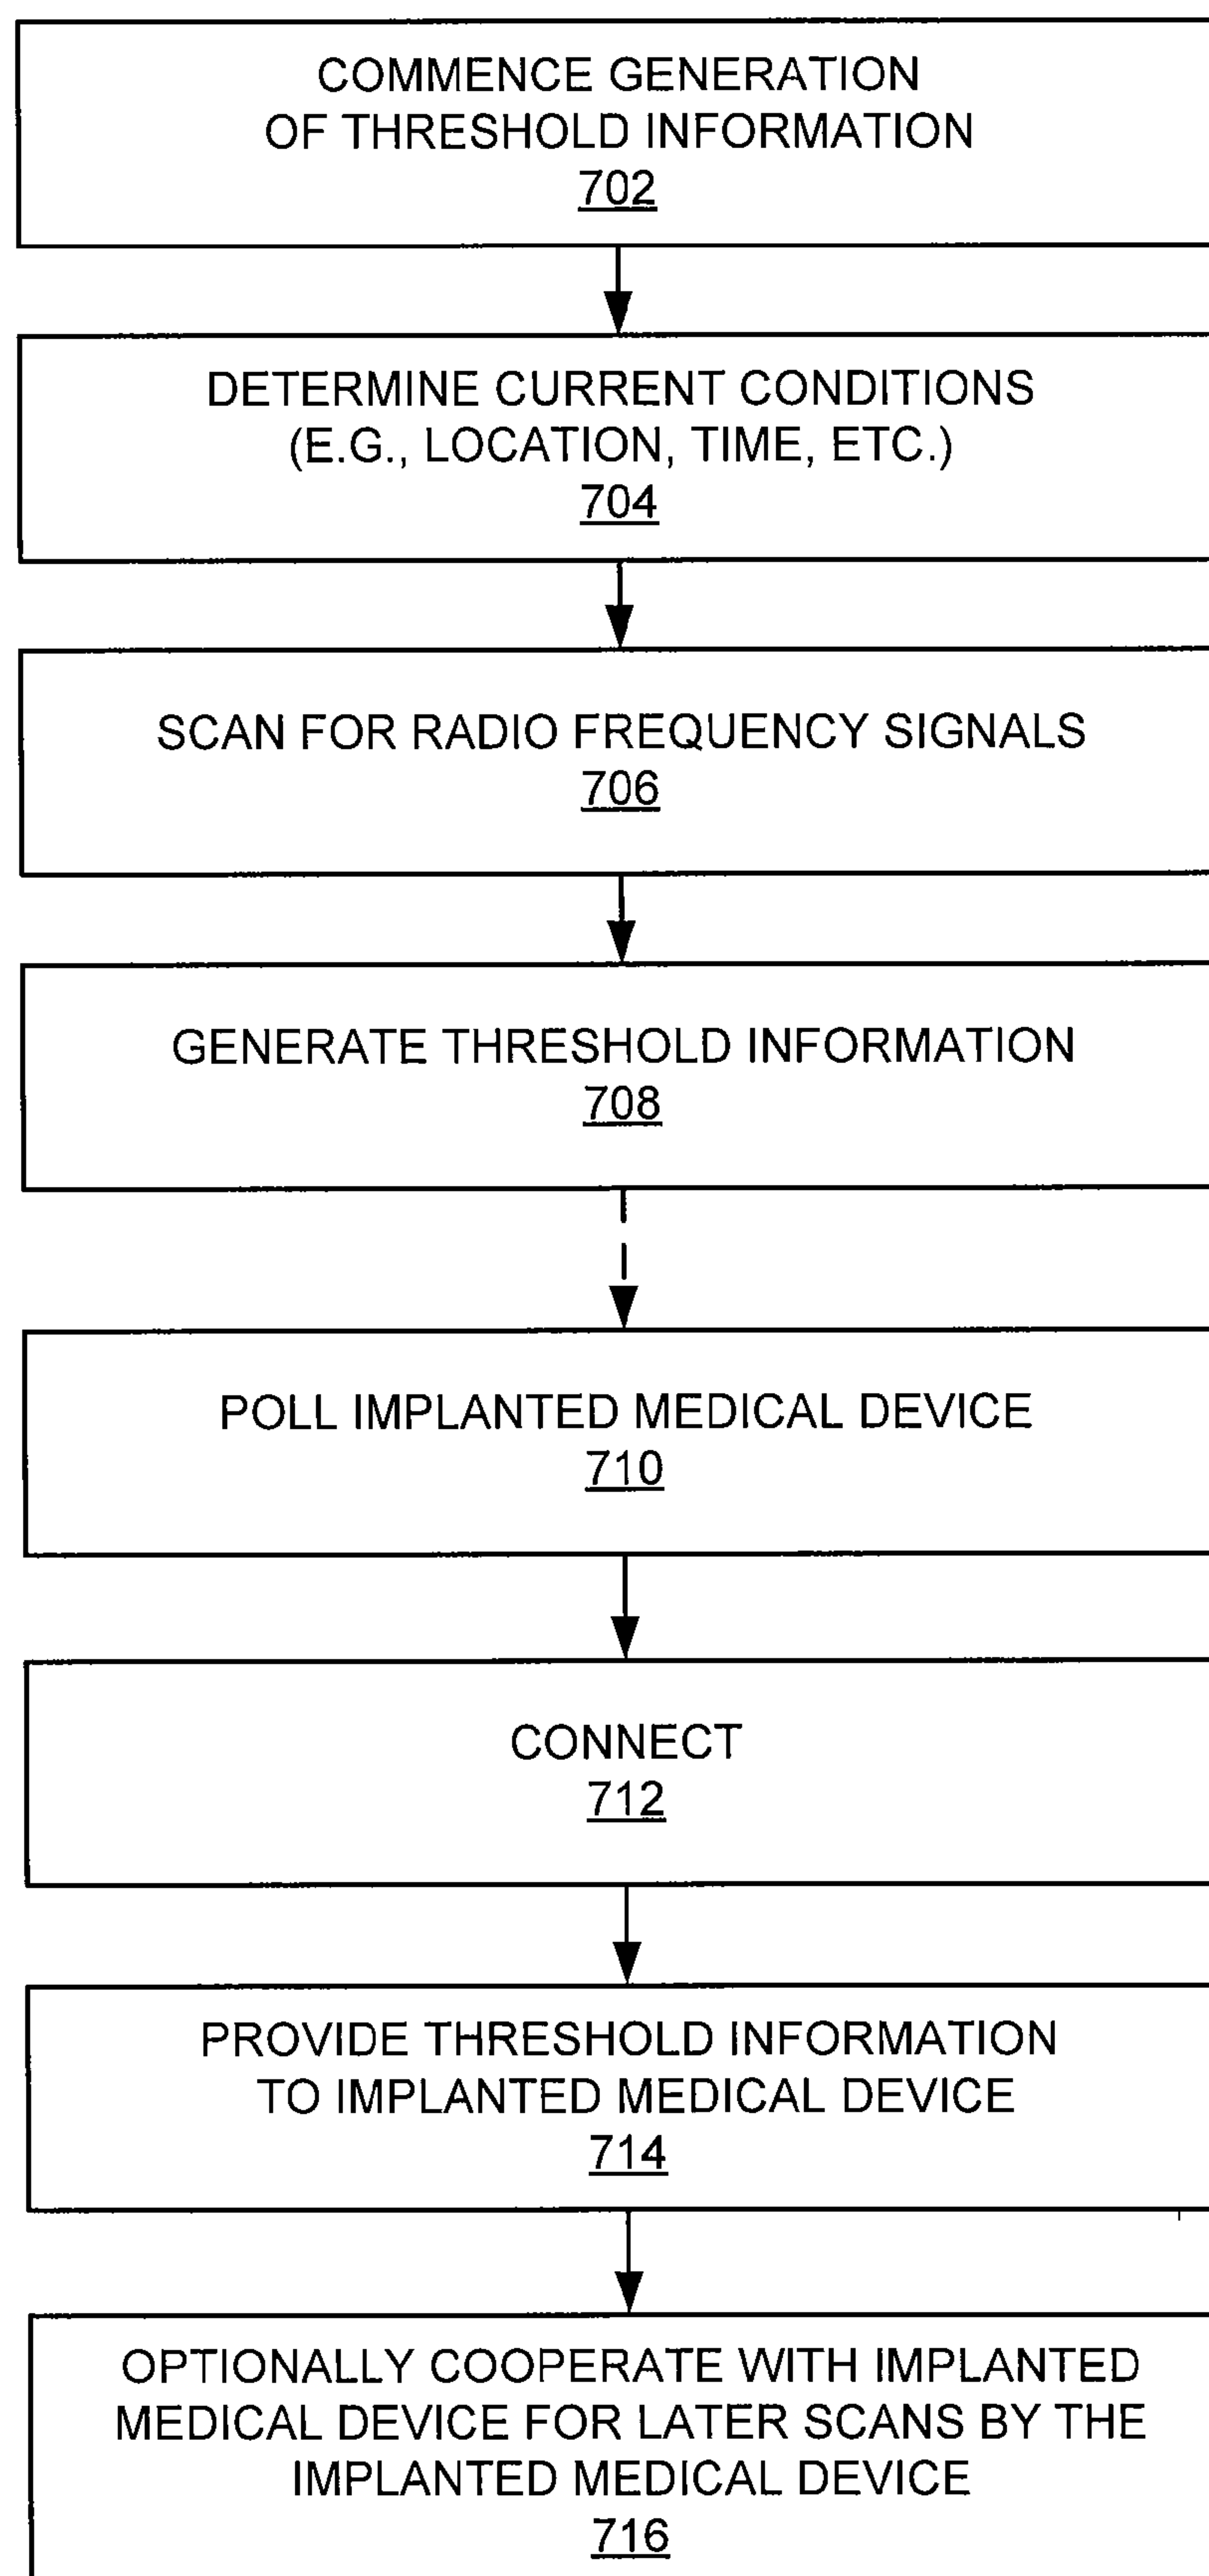 COMMENCE GENERATION
OF THRESHOLD INFORMATION
702
DETERMINE CURRENT CONDITIONS
(E.G., LOCATION, TIME, ETC.)
704
SCAN FOR RADIO FREQUENCY SIGNALS
706
GENERATE THRESHOLD INFORMATION
708
POLL IMPLANTED MEDICAL DEVICE
710
CONNECT
712
PROVIDE THRESHOLD INFORMATION
TO IMPLANTED MEDICAL DEVICE
714
OPTIONALLY COOPERATE WITH IMPLANTED
MEDICAL DEVICE FOR LATER SCANS BY THE
IMPLANTED MEDICAL DEVICE
716